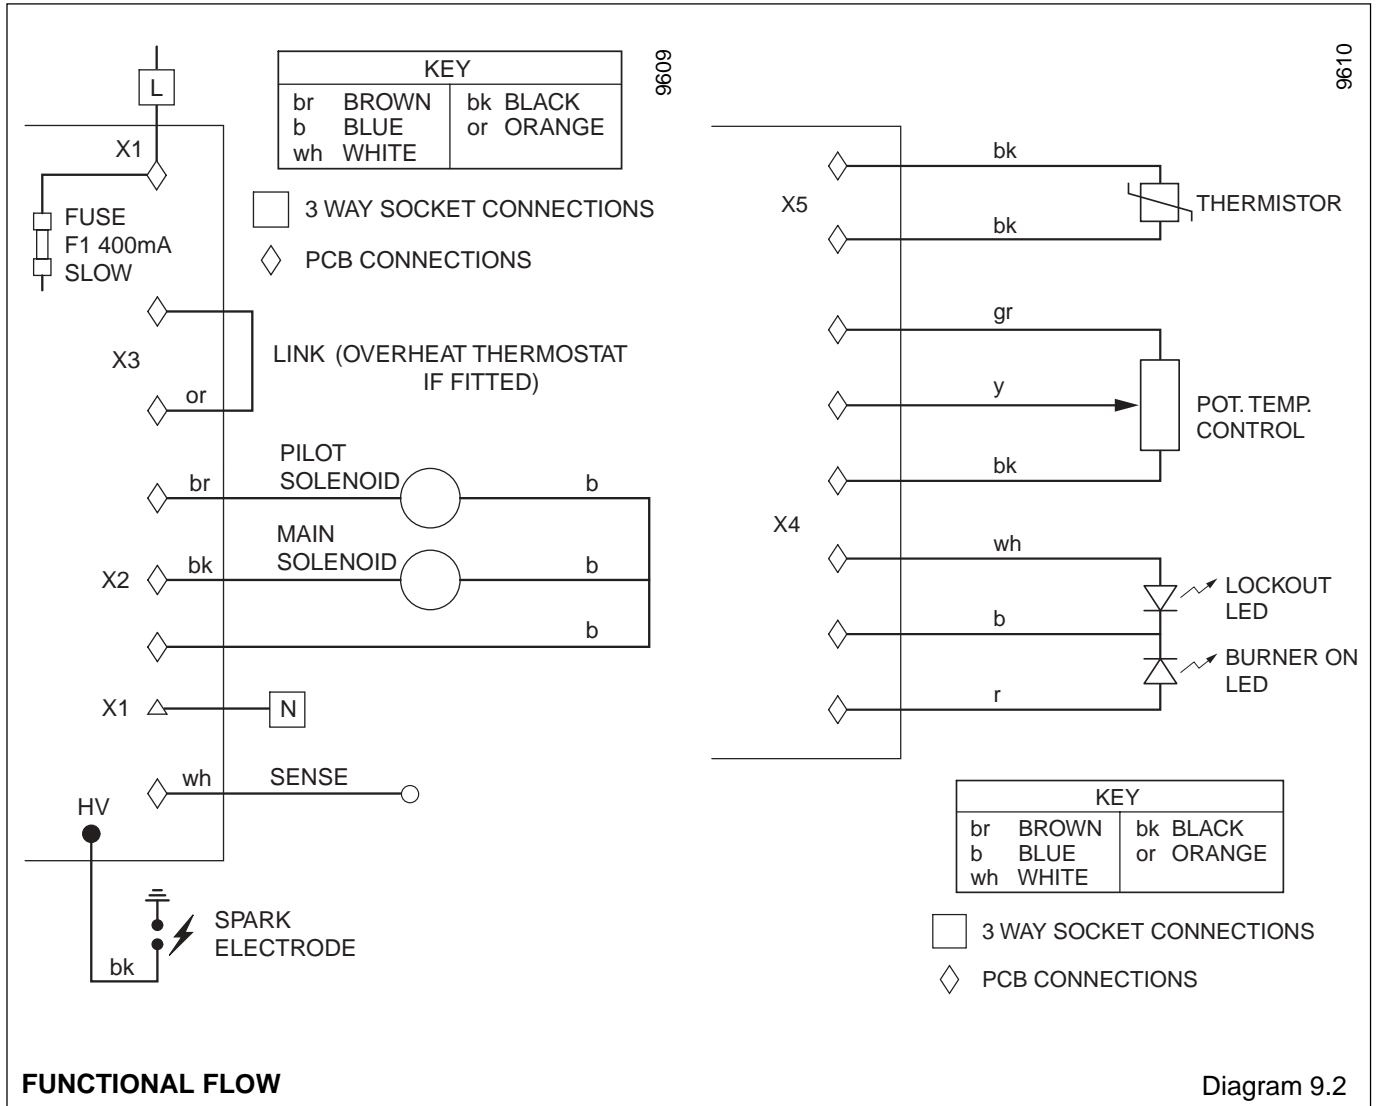 L
X1
FUSE
F1 400mA
SLOW
KEY
br BROWN bk BLACK
b BLUE or ORANGE
wh WHITE
9609
3 WAY SOCKET CONNECTIONS
PCB CONNECTIONS
X3
or
LINK (OVERHEAT THERMOSTAT
IF FITTED)
PILOT
SOLENOID
br
b
MAIN
SOLENOID
X2
bk
b
b
X1
N
wh
SENSE
HV
SPARK
ELECTRODE
bk
9610
X5
bk
THERMISTOR
bk
gr
y
POT. TEMP.
CONTROL
bk
X4
wh
LOCKOUT
LED
b
BURNER ON
LED
r
KEY
br BROWN bk BLACK
b BLUE or ORANGE
wh WHITE
3 WAY SOCKET CONNECTIONS
PCB CONNECTIONS
FUNCTIONAL FLOW
Diagram 9.2